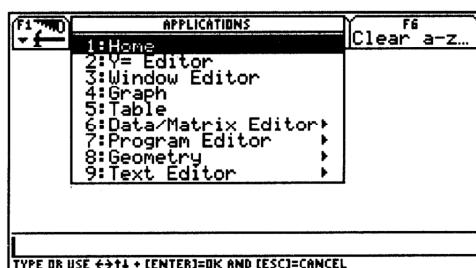 F1 APPLICATIONS F6
Clear a-z…
1:Home
2:Y= Editor
3:Window Editor
4:Graph
5:Table
6:Data/Matrix Editor▸
7:Program Editor ▸
8:Geometry ▸
9:Text Editor ▸
TYPE OR USE ←→↑↓ + [ENTER]=OK AND [ESC]=CANCEL